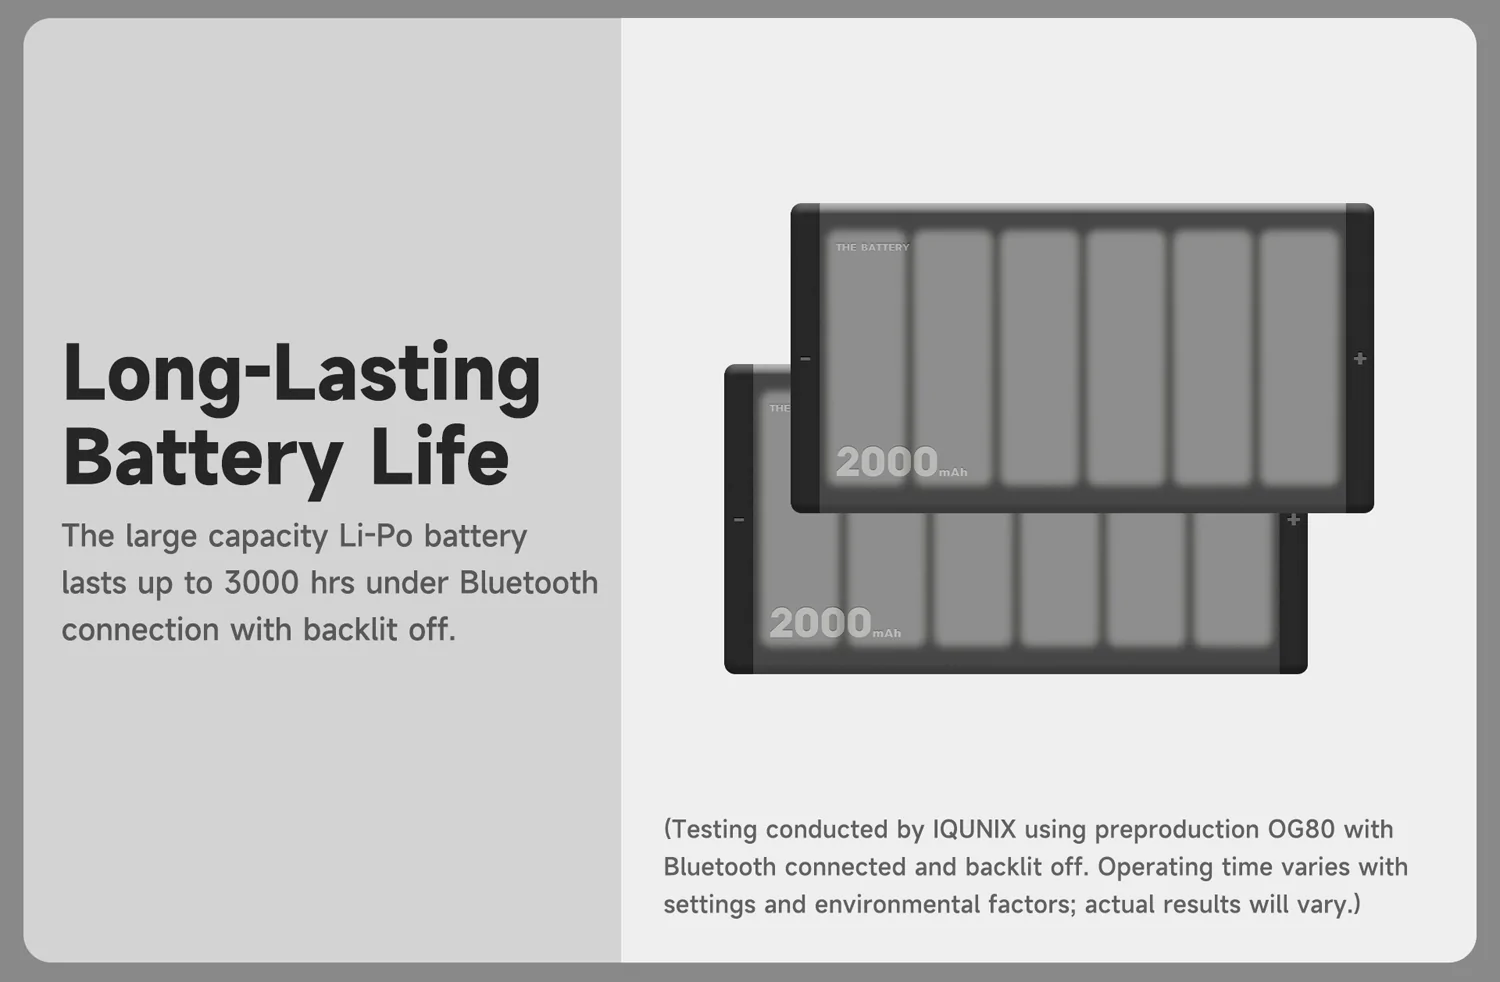 Long-Lasting
Battery Life
The large capacity Li-Po battery
lasts up to 3000 hrs under Bluetooth
connection with backlit off.
THE BATTERY
-
+
2000mAh
THE
-
+
2000mAh
(Testing conducted by IQUNIX using preproduction OG80 with
Bluetooth connected and backlit off. Operating time varies with
settings and environmental factors; actual results will vary.)